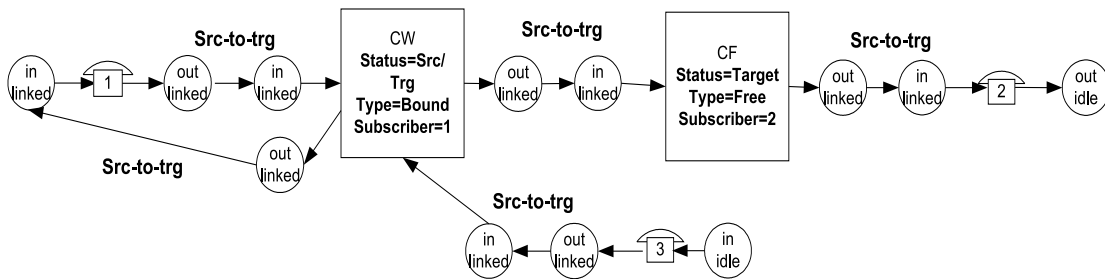 Src-to-trg
in
linked
1
out
linked
in
linked
CW
Status=Src/
Trg
Type=Bound
Subscriber=1
Src-to-trg
out
linked
in
linked
CF
Status=Target
Type=Free
Subscriber=2
Src-to-trg
out
linked
in
linked
2
out
idle
Src-to-trg
out
linked
Src-to-trg
in
linked
out
linked
3
in
idle